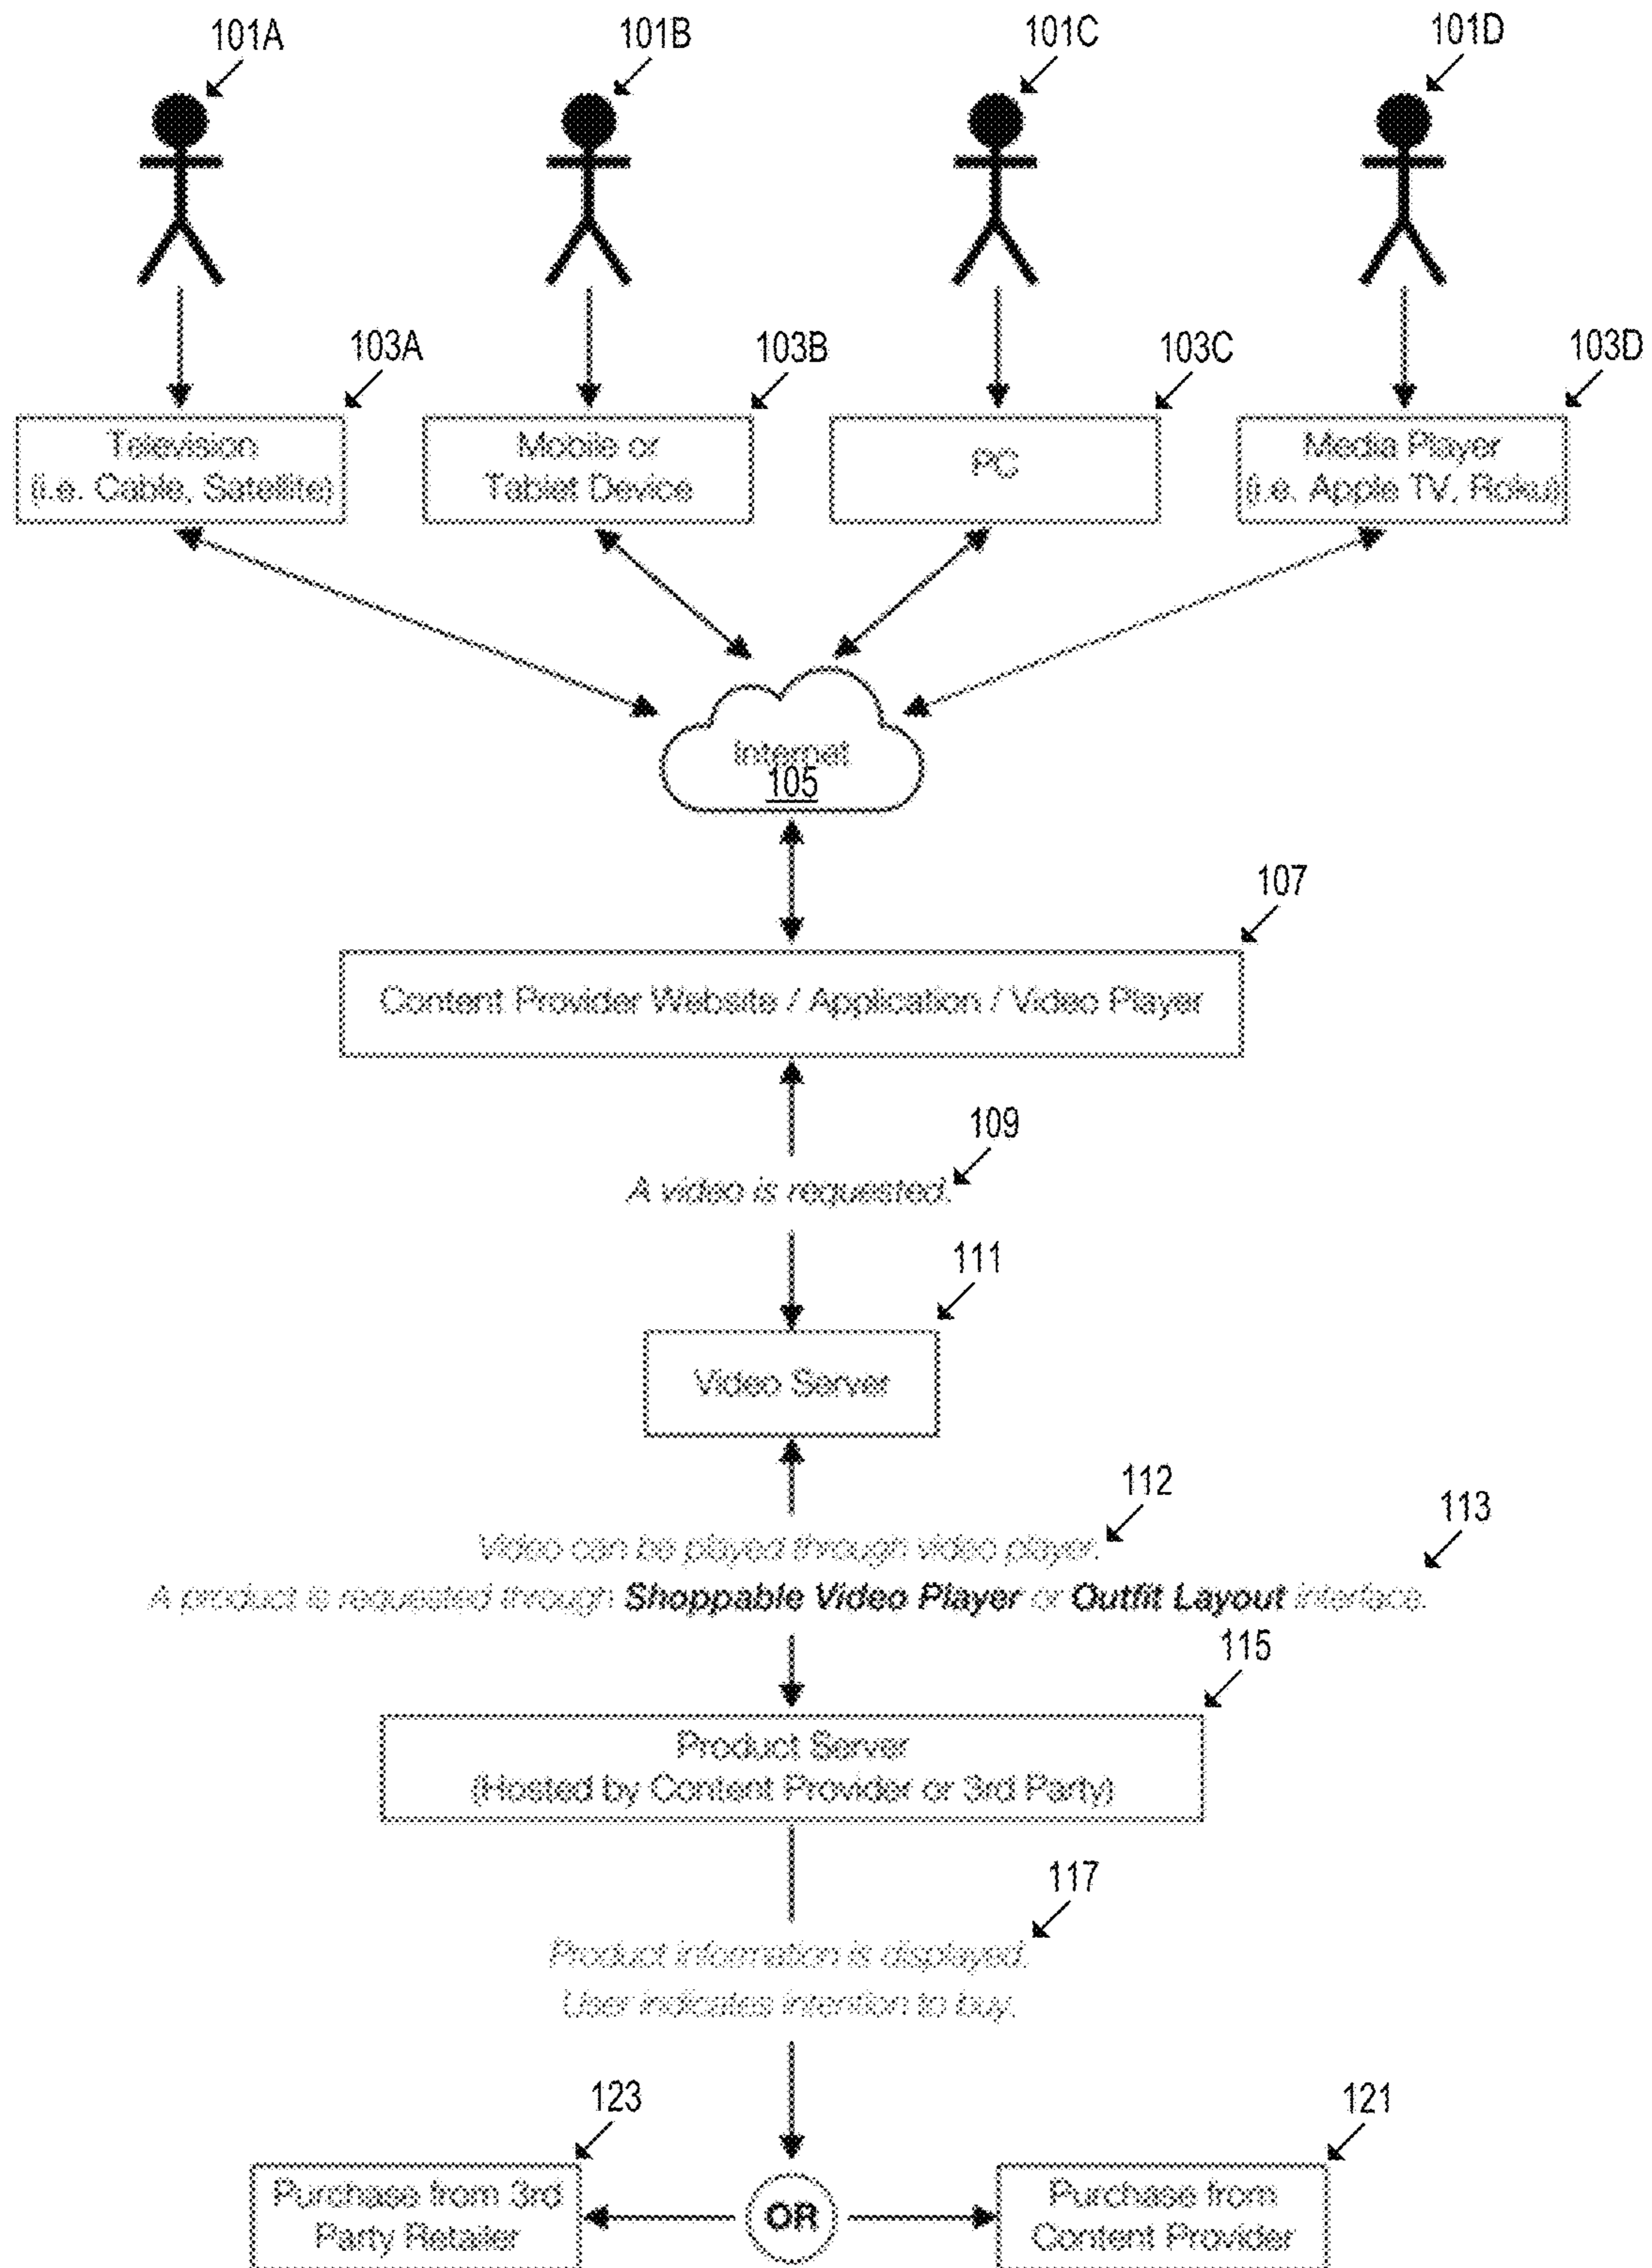 101A
101B
101C
101D
103A
103B
103C
103D
Television
(i.e. Cable, Satellite)
Mobile or
Tablet Device
PC
Media Player
(i.e. Apple TV, Roku)
Internet
105
107
Content Provider Website / Application / Video Player
109
A video is requested.
111
Video Server
112
Video can be played through video player.
113
A product is requested through Shoppable Video Player or Outfit Layout interface.
115
Product Server
(Hosted by Content Provider or 3rd Party)
117
Product information is displayed.
User indicates intention to buy.
123
121
Purchase from 3rd
Party Retailer
OR
Purchase from
Content Provider